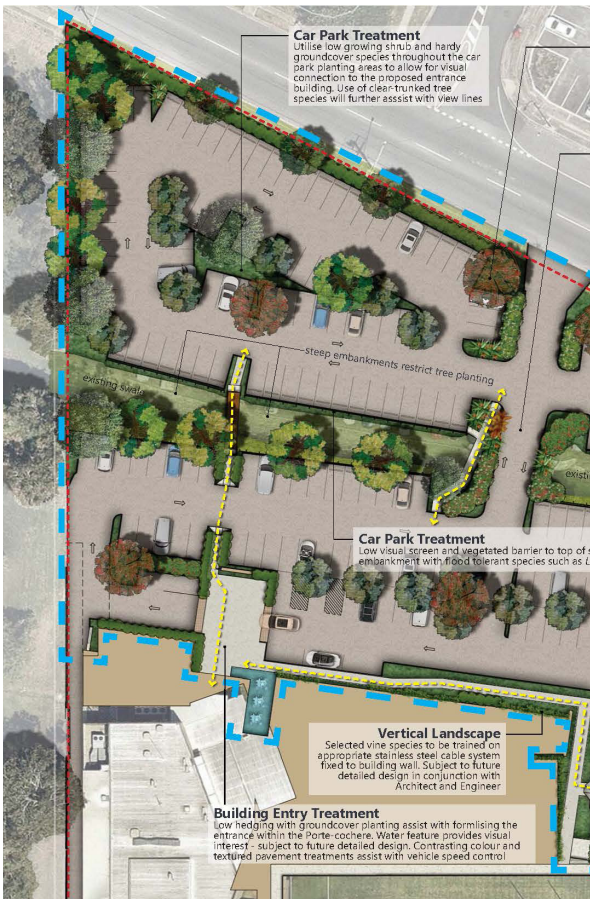 Car Park Treatment
Utilise low growing shrub and hardy
groundcover species throughout the car
park planting areas to allow for visual
connection to the proposed entrance
building. Use of clear-trunked tree
species will further asssist with view lines
steep embankments restrict tree planting
existing swale
existi
Car Park Treatment
Low visual screen and vegetated barrier to top of s
embankment with flood tolerant species such as L
Vertical Landscape
Selected vine species to be trained on
appropriate stainless steel cable system
fixed to building wall. Subject to future
detailed design in conjunction with
Architect and Engineer
Building Entry Treatment
Low hedging with groundcover planting assist with formlising the
entrance within the Porte-cochere. Water feature provides visual
interest - subject to future detailed design. Contrasting colour and
textured pavement treatments assist with vehicle speed control